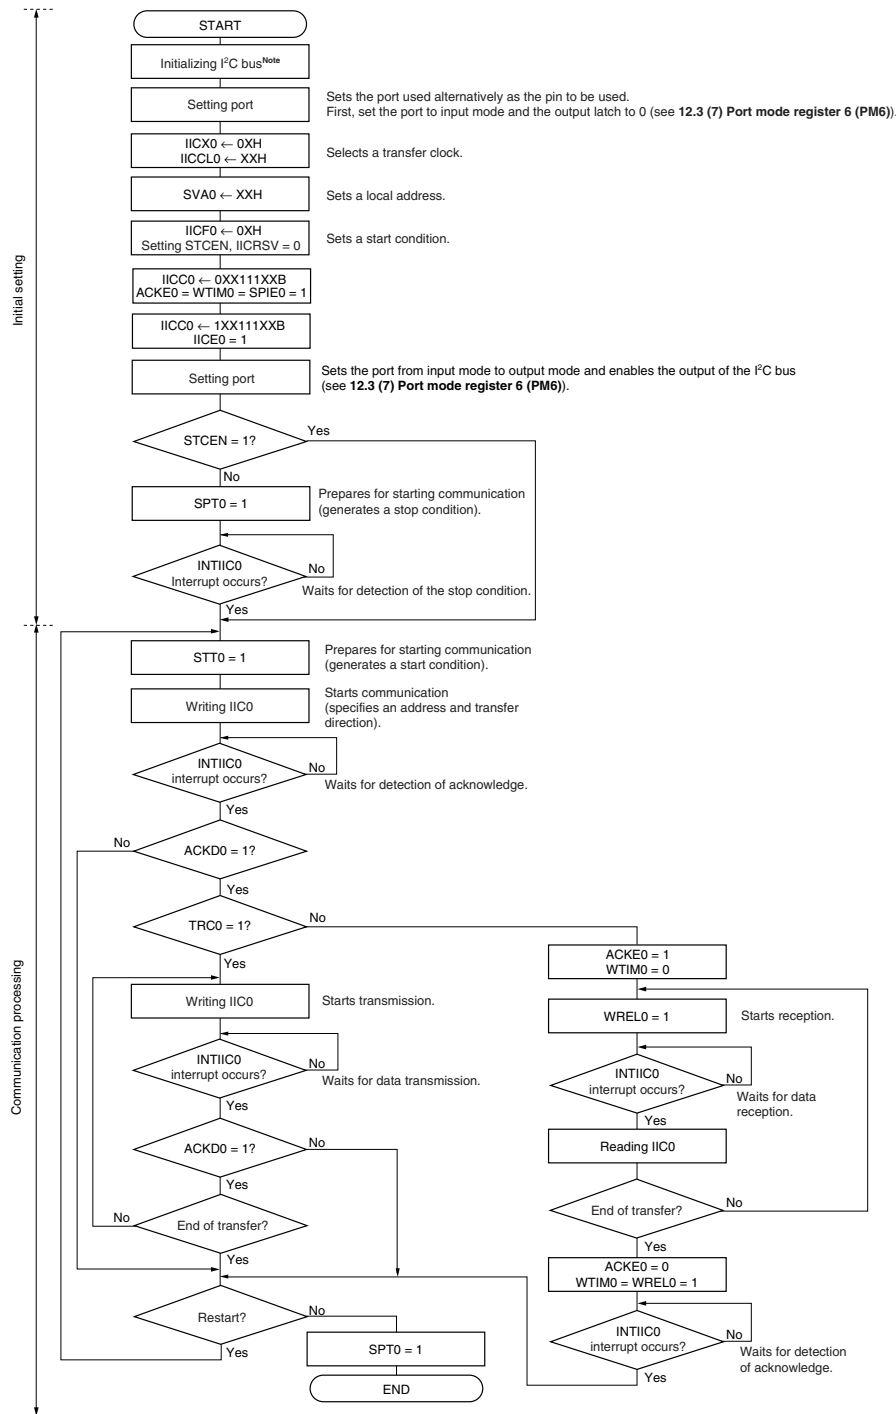 START
Initializing I²C busNote
Setting port
Sets the port used alternatively as the pin to be used.
First, set the port to input mode and the output latch to 0 (see 12.3 (7) Port mode register 6 (PM6)).
IICX0 ← 0XH
IICCL0 ← XXH
Selects a transfer clock.
SVA0 ← XXH
Sets a local address.
IICF0 ← 0XH
Setting STCEN, IICRSV = 0
Sets a start condition.
Initial setting
IICC0 ← 0XX111XXB
ACKE0 = WTIM0 = SPIE0 = 1
IICC0 ← 1XX111XXB
IICE0 = 1
Setting port
Sets the port from input mode to output mode and enables the output of the I²C bus
(see 12.3 (7) Port mode register 6 (PM6)).
STCEN = 1?
Yes
No
SPT0 = 1
Prepares for starting communication
(generates a stop condition).
INTIIC0
Interrupt occurs?
No
Waits for detection of the stop condition.
Yes
STT0 = 1
Prepares for starting communication
(generates a start condition).
Writing IIC0
Starts communication
(specifies an address and transfer
direction).
INTIIC0
interrupt occurs?
No
Waits for detection of acknowledge.
Yes
No
ACKD0 = 1?
Yes
TRC0 = 1?
No
Yes
Communication processing
Writing IIC0
Starts transmission.
INTIIC0
interrupt occurs?
No
Waits for data transmission.
Yes
ACKD0 = 1?
No
Yes
No
End of transfer?
Yes
ACKE0 = 1
WTIM0 = 0
WREL0 = 1
Starts reception.
INTIIC0
interrupt occurs?
No
Waits for data
reception.
Yes
Reading IIC0
End of transfer?
No
Yes
ACKE0 = 0
WTIM0 = WREL0 = 1
INTIIC0
interrupt occurs?
No
Waits for detection
of acknowledge.
Yes
Restart?
No
Yes
SPT0 = 1
END